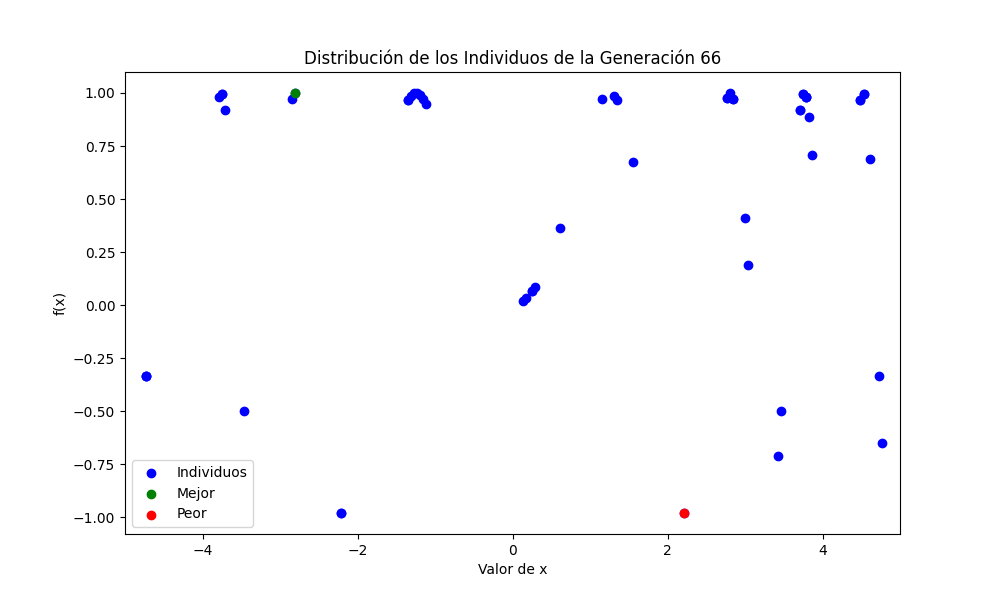 Distribución de los Individuos de la Generación 66
f(x)
1.00
0.75
0.50
0.25
0.00
−0.25
−0.50
−0.75
−1.00
Individuos
Mejor
Peor
−4
−2
0
2
4
Valor de x